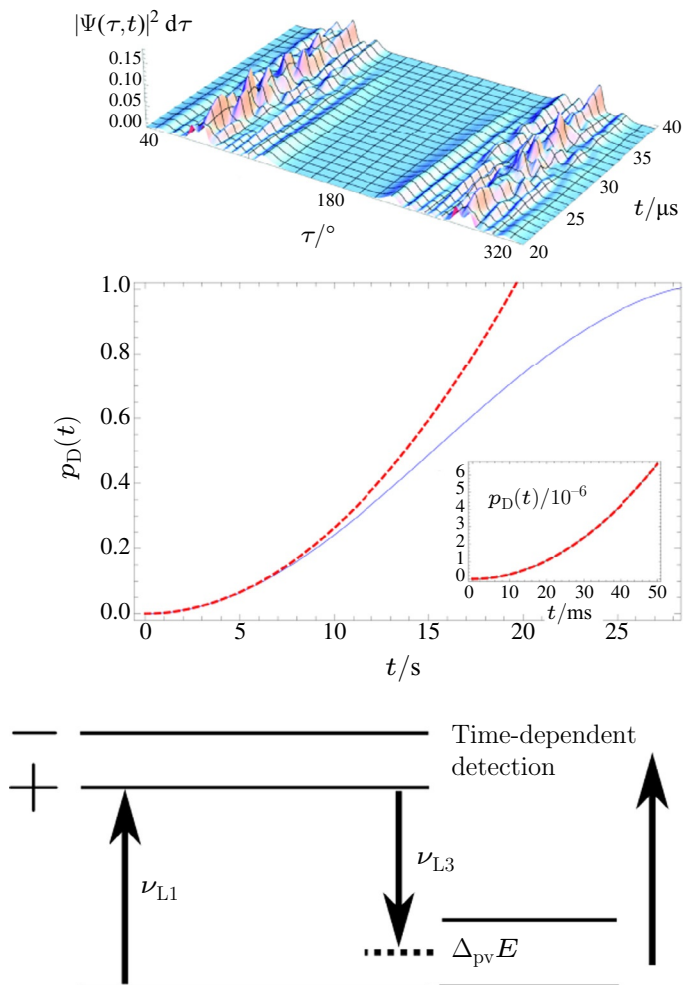 |Ψ(τ,t)|² dτ
0.15
0.10
0.05
0.00
40
180
320
τ/°
20
25
30
35
40
t/μs
1.0
0.8
0.6
0.4
0.2
0.0
p_D(t)
0
5
10
15
20
25
t/s
6
5
4
3
2
1
0
p_D(t)/10⁻⁶
0 10 20 30 40 50
t/ms
−
+
Time-dependent
detection
ν_L1
ν_L3
Δ_pv E